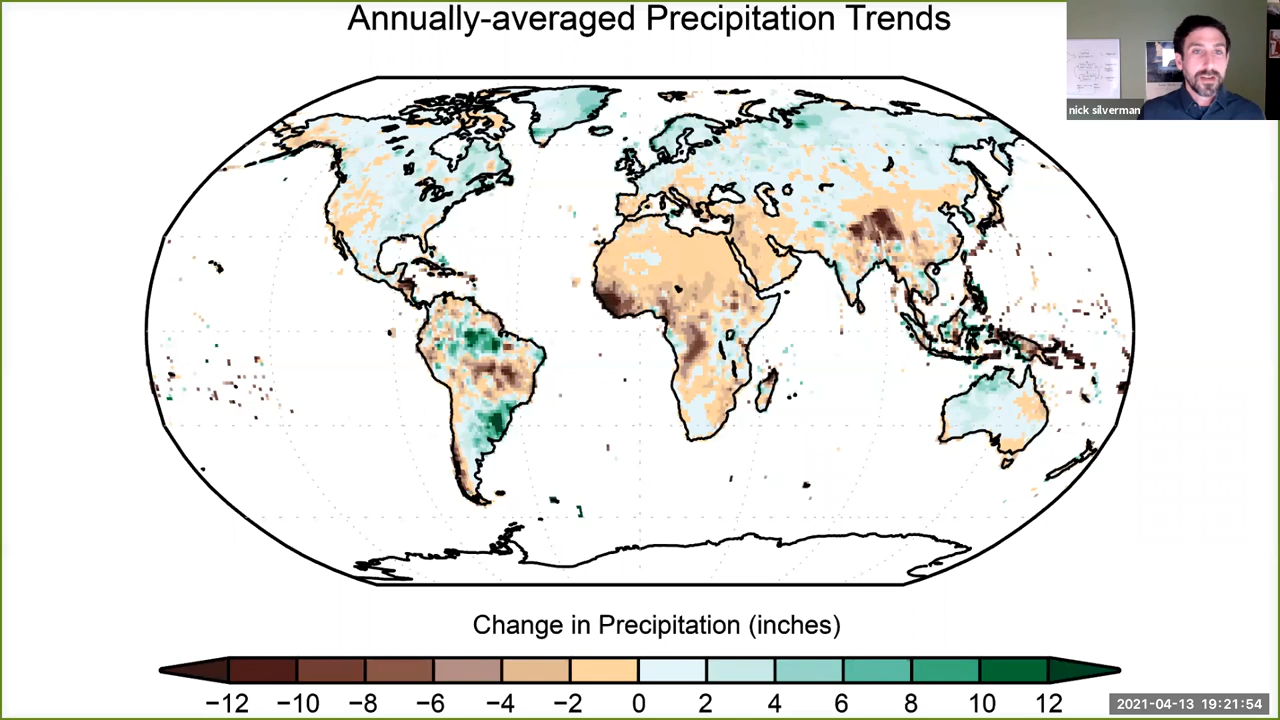 Annually-averaged Precipitation Trends
nick silverman
Change in Precipitation (inches)
−12 −10 −8 −6 −4 −2 0 2 4 6 8 10 12
2021-04-13 19:21:54